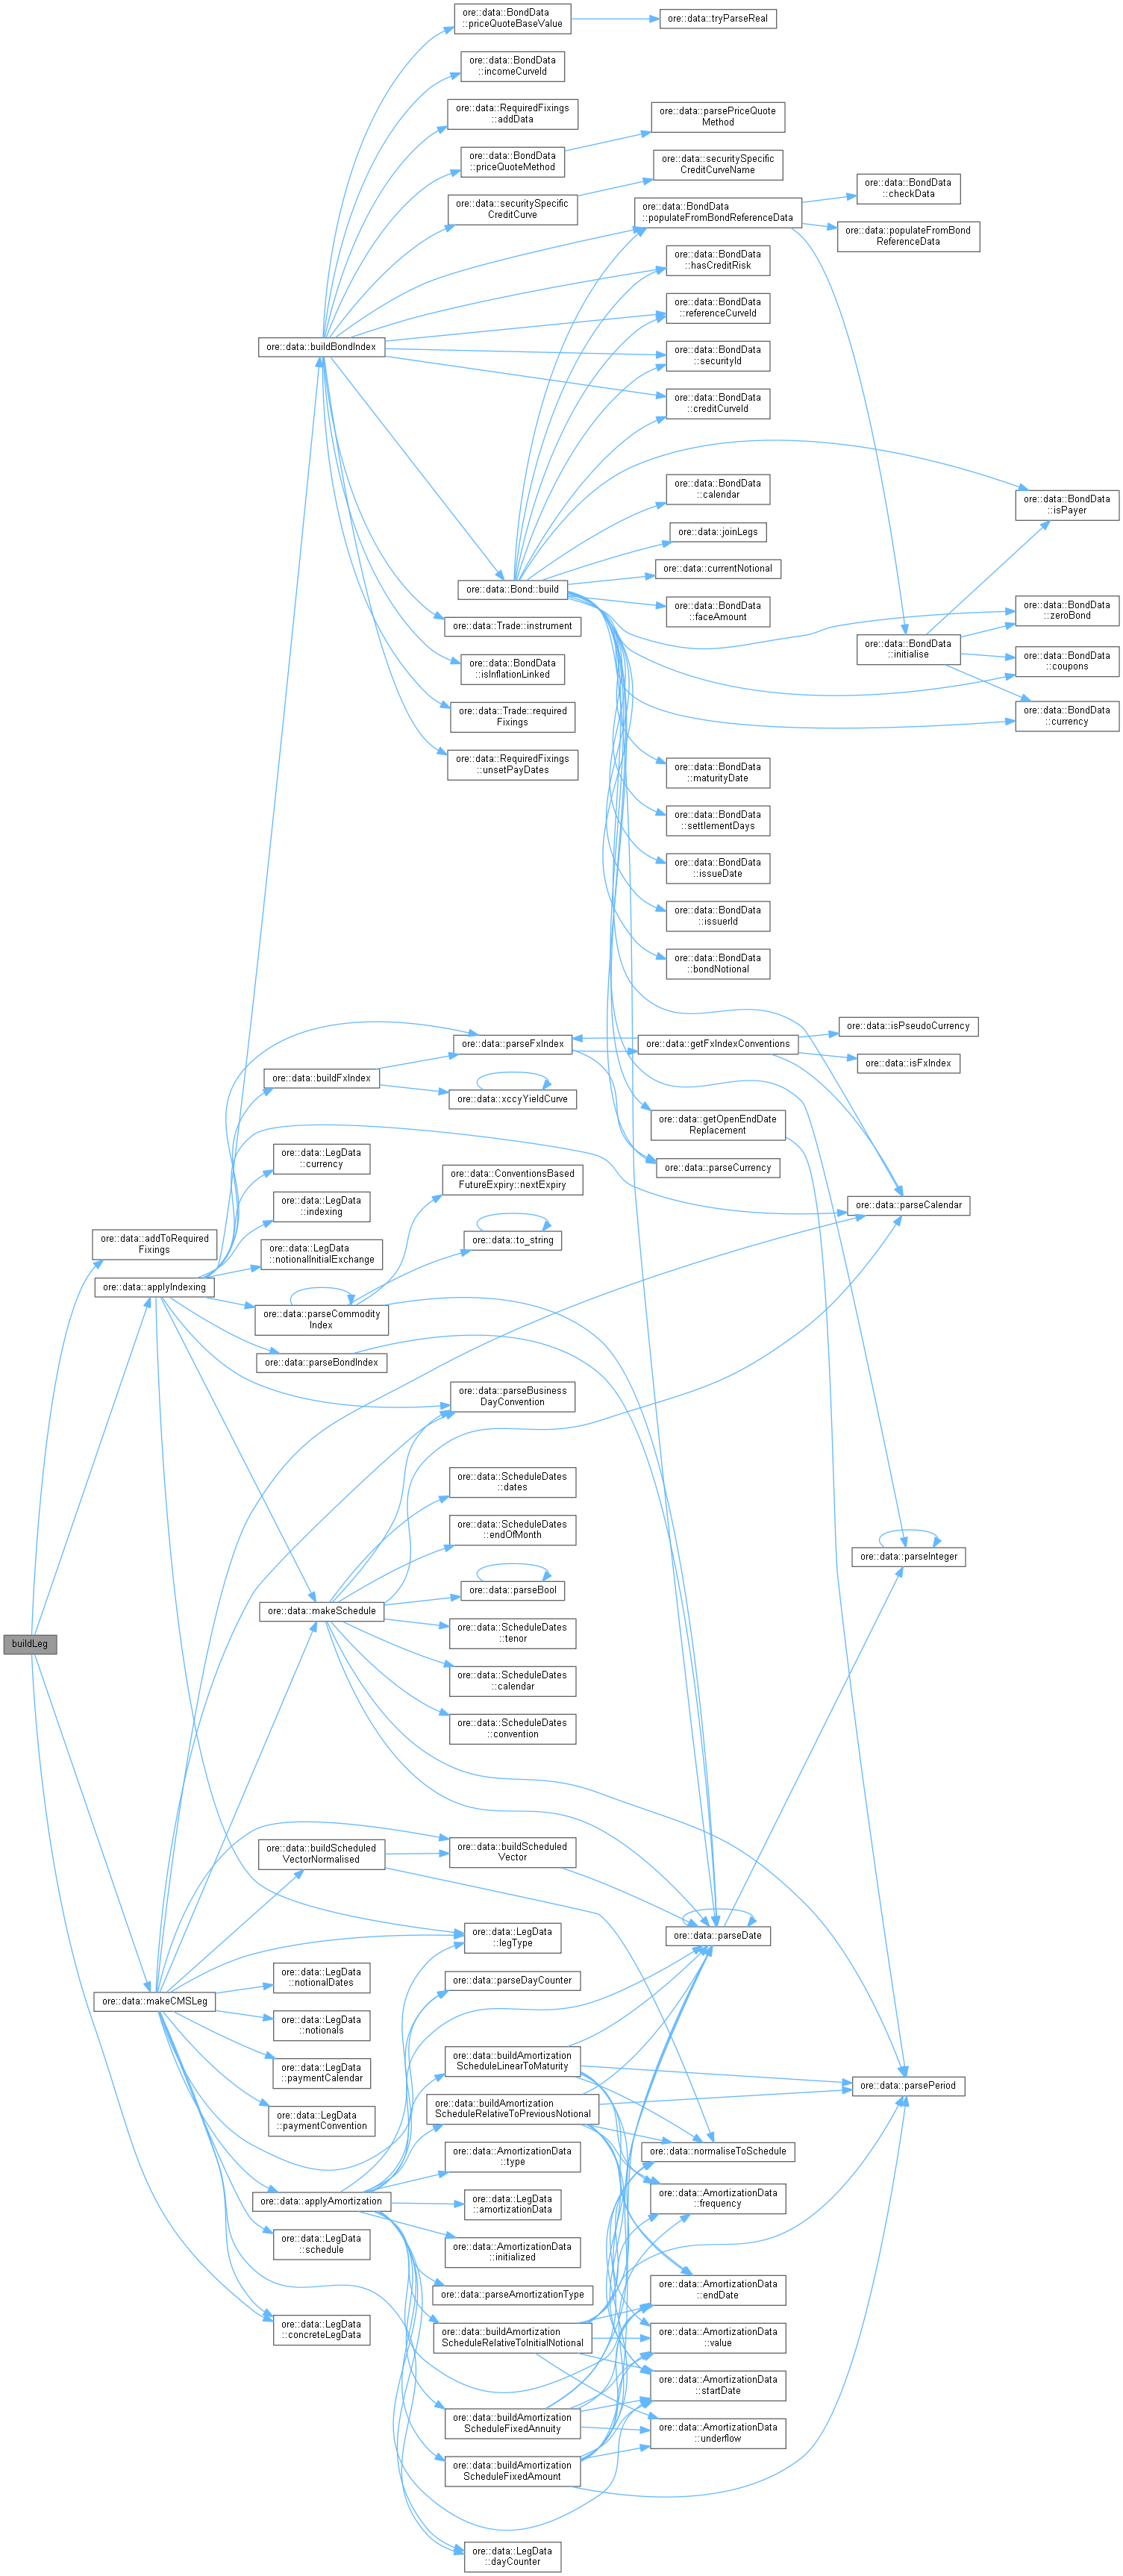 ore::data::BondData
::priceQuoteBaseValue
ore::data::tryParseReal
ore::data::BondData
::incomeCurveId
ore::data::RequiredFixings
::addData
ore::data::parsePriceQuote
Method
ore::data::BondData
::priceQuoteMethod
ore::data::securitySpecific
CreditCurveName
ore::data::securitySpecific
CreditCurve
ore::data::BondData
::populateFromBondReferenceData
ore::data::BondData
::checkData
ore::data::populateFromBond
ReferenceData
ore::data::BondData
::hasCreditRisk
ore::data::BondData
::referenceCurveId
ore::data::buildBondIndex
ore::data::BondData
::securityId
ore::data::BondData
::creditCurveId
ore::data::BondData
::calendar
ore::data::BondData
::isPayer
ore::data::joinLegs
ore::data::currentNotional
ore::data::Bond::build
ore::data::BondData
::faceAmount
ore::data::BondData
::zeroBond
ore::data::Trade::instrument
ore::data::BondData
::initialise
ore::data::BondData
::coupons
ore::data::BondData
::isInflationLinked
ore::data::BondData
::currency
ore::data::Trade::required
Fixings
ore::data::RequiredFixings
::unsetPayDates
ore::data::BondData
::maturityDate
ore::data::BondData
::settlementDays
ore::data::BondData
::issueDate
ore::data::BondData
::issuerId
ore::data::BondData
::bondNotional
ore::data::isPseudoCurrency
ore::data::parseFxIndex
ore::data::getFxIndexConventions
ore::data::isFxIndex
ore::data::buildFxIndex
ore::data::xccyYieldCurve
ore::data::getOpenEndDate
Replacement
ore::data::LegData
::currency
ore::data::parseCurrency
ore::data::ConventionsBased
FutureExpiry::nextExpiry
ore::data::LegData
::indexing
ore::data::parseCalendar
ore::data::addToRequired
Fixings
ore::data::to_string
ore::data::LegData
::notionalInitialExchange
ore::data::applyIndexing
ore::data::parseCommodity
Index
ore::data::parseBondIndex
ore::data::parseBusiness
DayConvention
ore::data::ScheduleDates
::dates
ore::data::ScheduleDates
::endOfMonth
ore::data::parseInteger
ore::data::parseBool
ore::data::makeSchedule
ore::data::ScheduleDates
::tenor
buildLeg
ore::data::ScheduleDates
::calendar
ore::data::ScheduleDates
::convention
ore::data::buildScheduled
VectorNormalised
ore::data::buildScheduled
Vector
ore::data::LegData
::legType
ore::data::parseDate
ore::data::LegData
::notionalDates
ore::data::parseDayCounter
ore::data::makeCMSLeg
ore::data::LegData
::notionals
ore::data::buildAmortization
ScheduleLinearToMaturity
ore::data::LegData
::paymentCalendar
ore::data::parsePeriod
ore::data::buildAmortization
ScheduleRelativeToPreviousNotional
ore::data::LegData
::paymentConvention
ore::data::normaliseToSchedule
ore::data::AmortizationData
::type
ore::data::applyAmortization
ore::data::LegData
::amortizationData
ore::data::AmortizationData
::frequency
ore::data::LegData
::schedule
ore::data::AmortizationData
::initialized
ore::data::parseAmortizationType
ore::data::AmortizationData
::endDate
ore::data::LegData
::concreteLegData
ore::data::buildAmortization
ScheduleRelativeToInitialNotional
ore::data::AmortizationData
::value
ore::data::AmortizationData
::startDate
ore::data::buildAmortization
ScheduleFixedAnnuity
ore::data::AmortizationData
::underflow
ore::data::buildAmortization
ScheduleFixedAmount
ore::data::LegData
::dayCounter